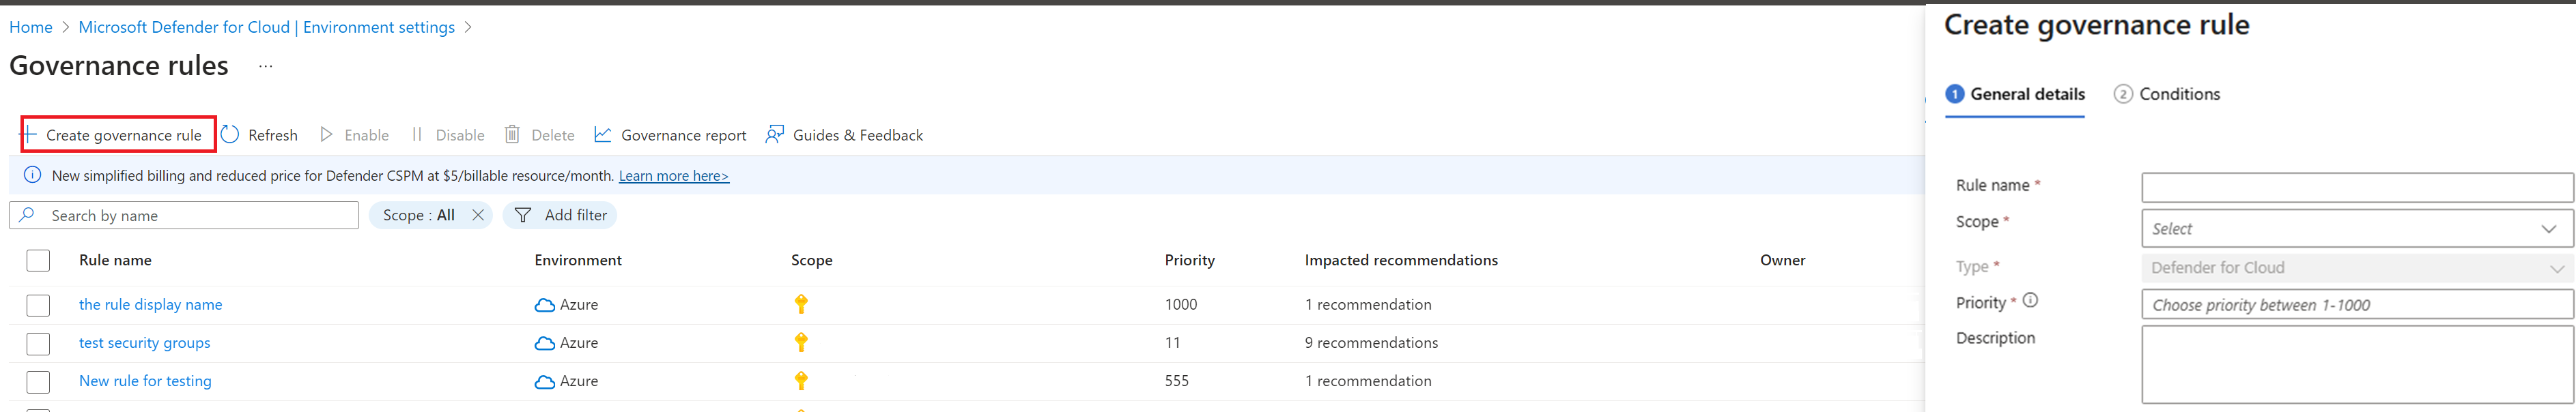 Home > Microsoft Defender for Cloud | Environment settings >
Governance rules ...
+ Create governance rule Refresh Enable Disable Delete Governance report Guides & Feedback
New simplified billing and reduced price for Defender CSPM at $5/billable resource/month. Learn more here>
Search by name Scope : All × Add filter
Rule name Environment Scope Priority Impacted recommendations Owner
the rule display name Azure 1000 1 recommendation
test security groups Azure 11 9 recommendations
New rule for testing Azure 555 1 recommendation
Create governance rule
1 General details 2 Conditions
Rule name *
Scope * Select
Type * Defender for Cloud
Priority * Choose priority between 1-1000
Description